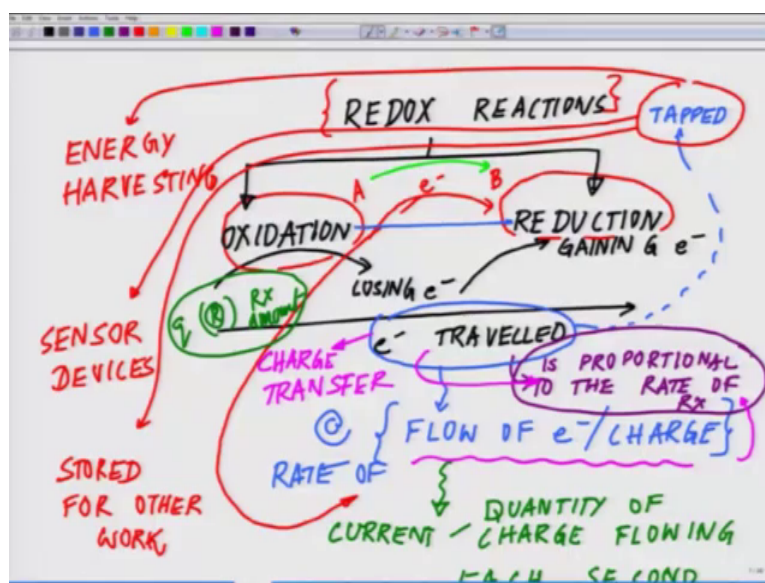 REDOX REACTIONS
TAPPED
ENERGY
HARVESTING
A e- B
OXIDATION
REDUCTION
GAINING e-
LOSING e-
q (R) RX
AMOUNT
e- TRAVELLED
CHARGE
TRANSFER
IS PROPORTIONAL
TO THE RATE OF
RX
SENSOR
DEVICES
@ {FLOW OF e-/CHARGE}
RATE OF
STORED
FOR OTHER
WORK
QUANTITY OF
CURRENT / CHARGE FLOWING
EACH SECOND